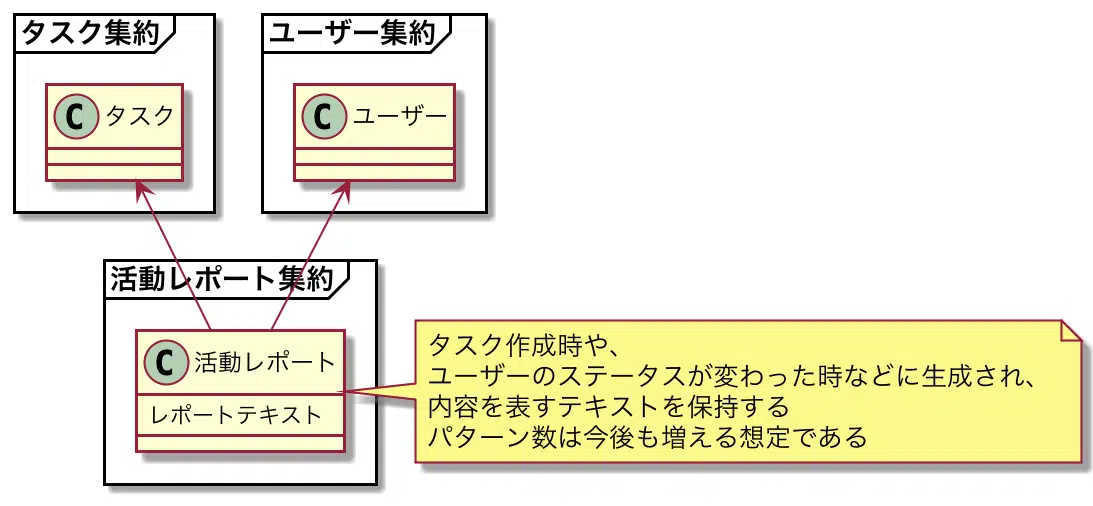 タスク集約
ユーザー集約
C タスク
C ユーザー
活動レポート集約
C 活動レポート
レポートテキスト
タスク作成時や、
ユーザーのステータスが変わった時などに生成され、
内容を表すテキストを保持する
パターン数は今後も増える想定である